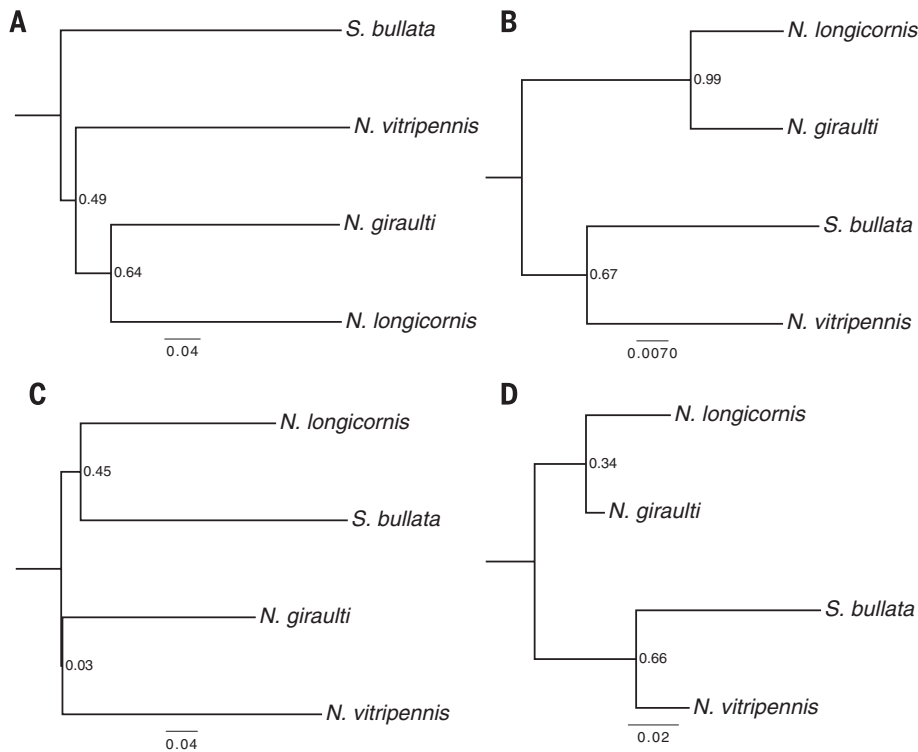 A
S. bullata
N. vitripennis
0.49
N. giraulti
0.64
N. longicornis
0.04
B
N. longicornis
0.99
N. giraulti
S. bullata
0.67
N. vitripennis
0.0070
C
N. longicornis
0.45
S. bullata
N. giraulti
0.03
N. vitripennis
0.04
D
N. longicornis
0.34
N. giraulti
S. bullata
0.66
N. vitripennis
0.02